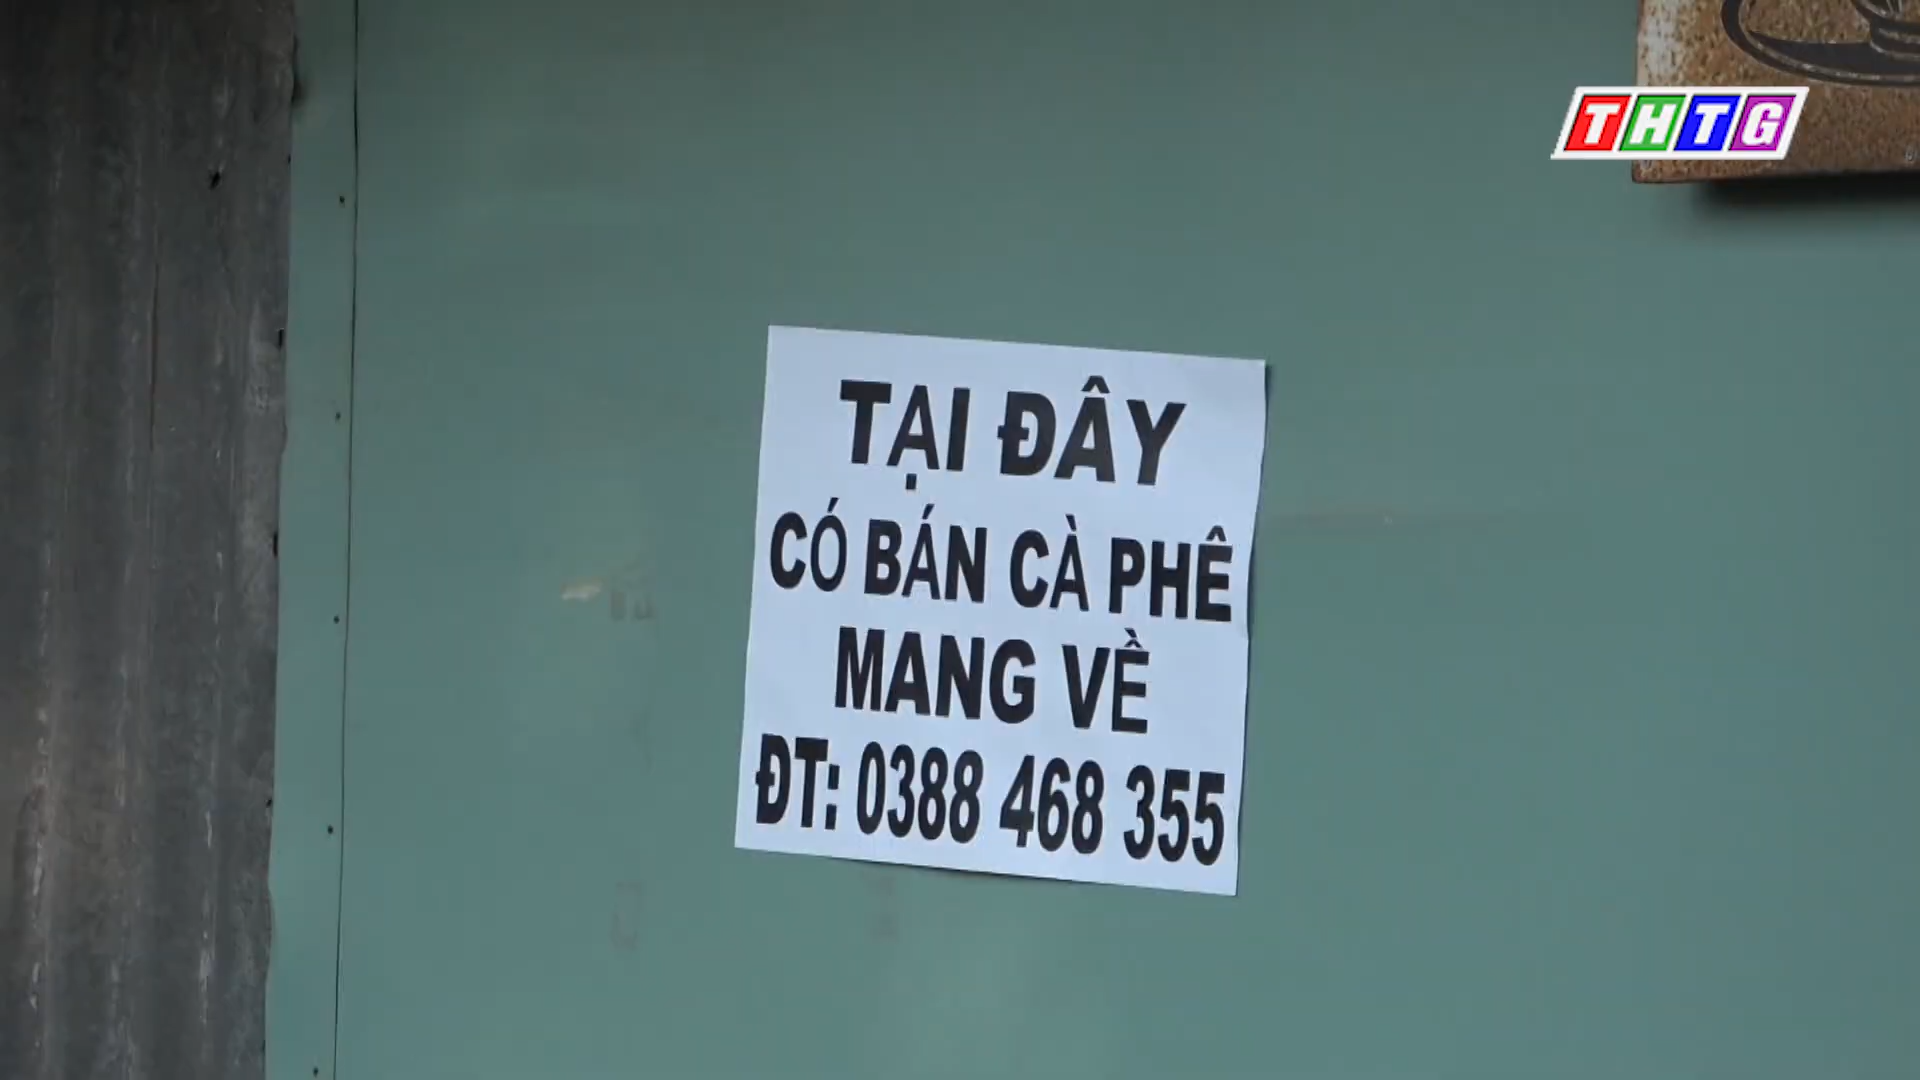 THTG
TẠI ĐÂY
CÓ BÁN CÀ PHÊ
MANG VỀ
ĐT: 0388 468 355